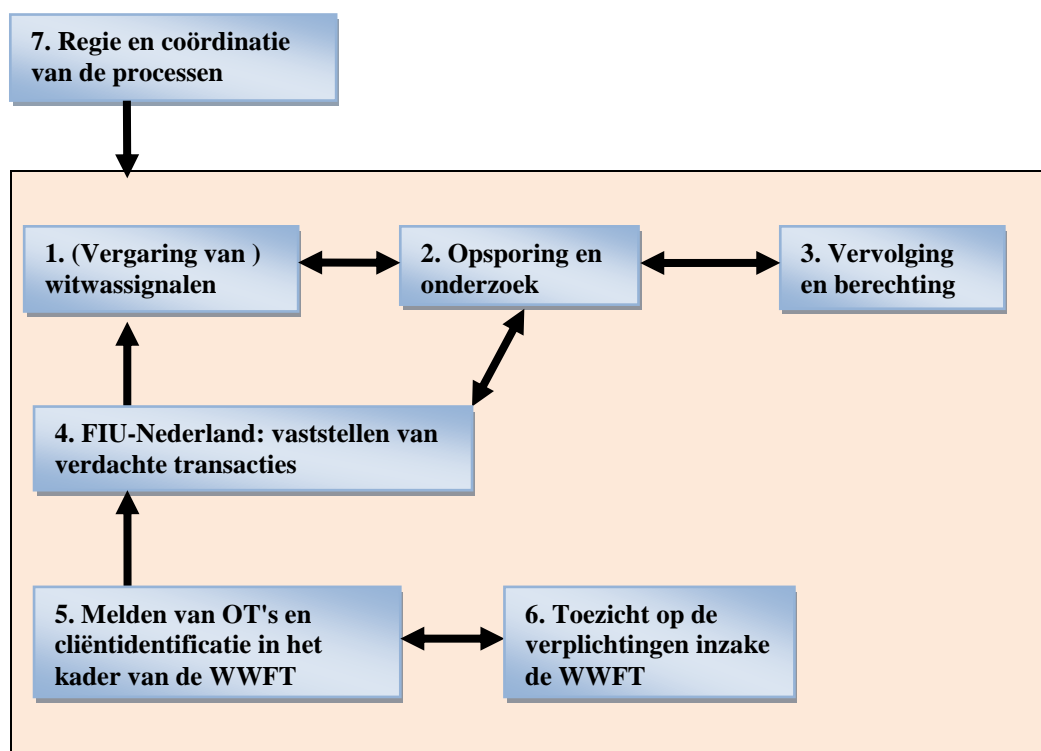 7. Regie en coördinatie
van de processen
1. (Vergaring van )
witwassignalen
2. Opsporing en
onderzoek
3. Vervolging
en berechting
4. FIU-Nederland: vaststellen van
verdachte transacties
5. Melden van OT's en
cliëntidentificatie in het
kader van de WWFT
6. Toezicht op de
verplichtingen inzake
de WWFT